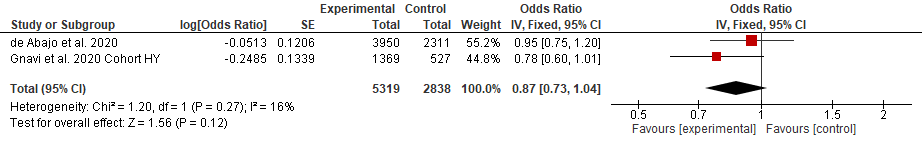 Experimental Control Odds Ratio Odds Ratio
Study or Subgroup log[Odds Ratio] SE Total Total Weight IV, Fixed, 95% CI IV, Fixed, 95% CI
de Abajo et al. 2020 -0.0513 0.1206 3950 2311 55.2% 0.95 [0.75, 1.20]
Gnavi et al. 2020 Cohort HY -0.2485 0.1339 1369 527 44.8% 0.78 [0.60, 1.01]
Total (95% CI) 5319 2838 100.0% 0.87 [0.73, 1.04]
Heterogeneity: Chi² = 1.20, df = 1 (P = 0.27); I² = 16%
Test for overall effect: Z = 1.56 (P = 0.12)
0.5 0.7 1 1.5 2
Favours [experimental] Favours [control]